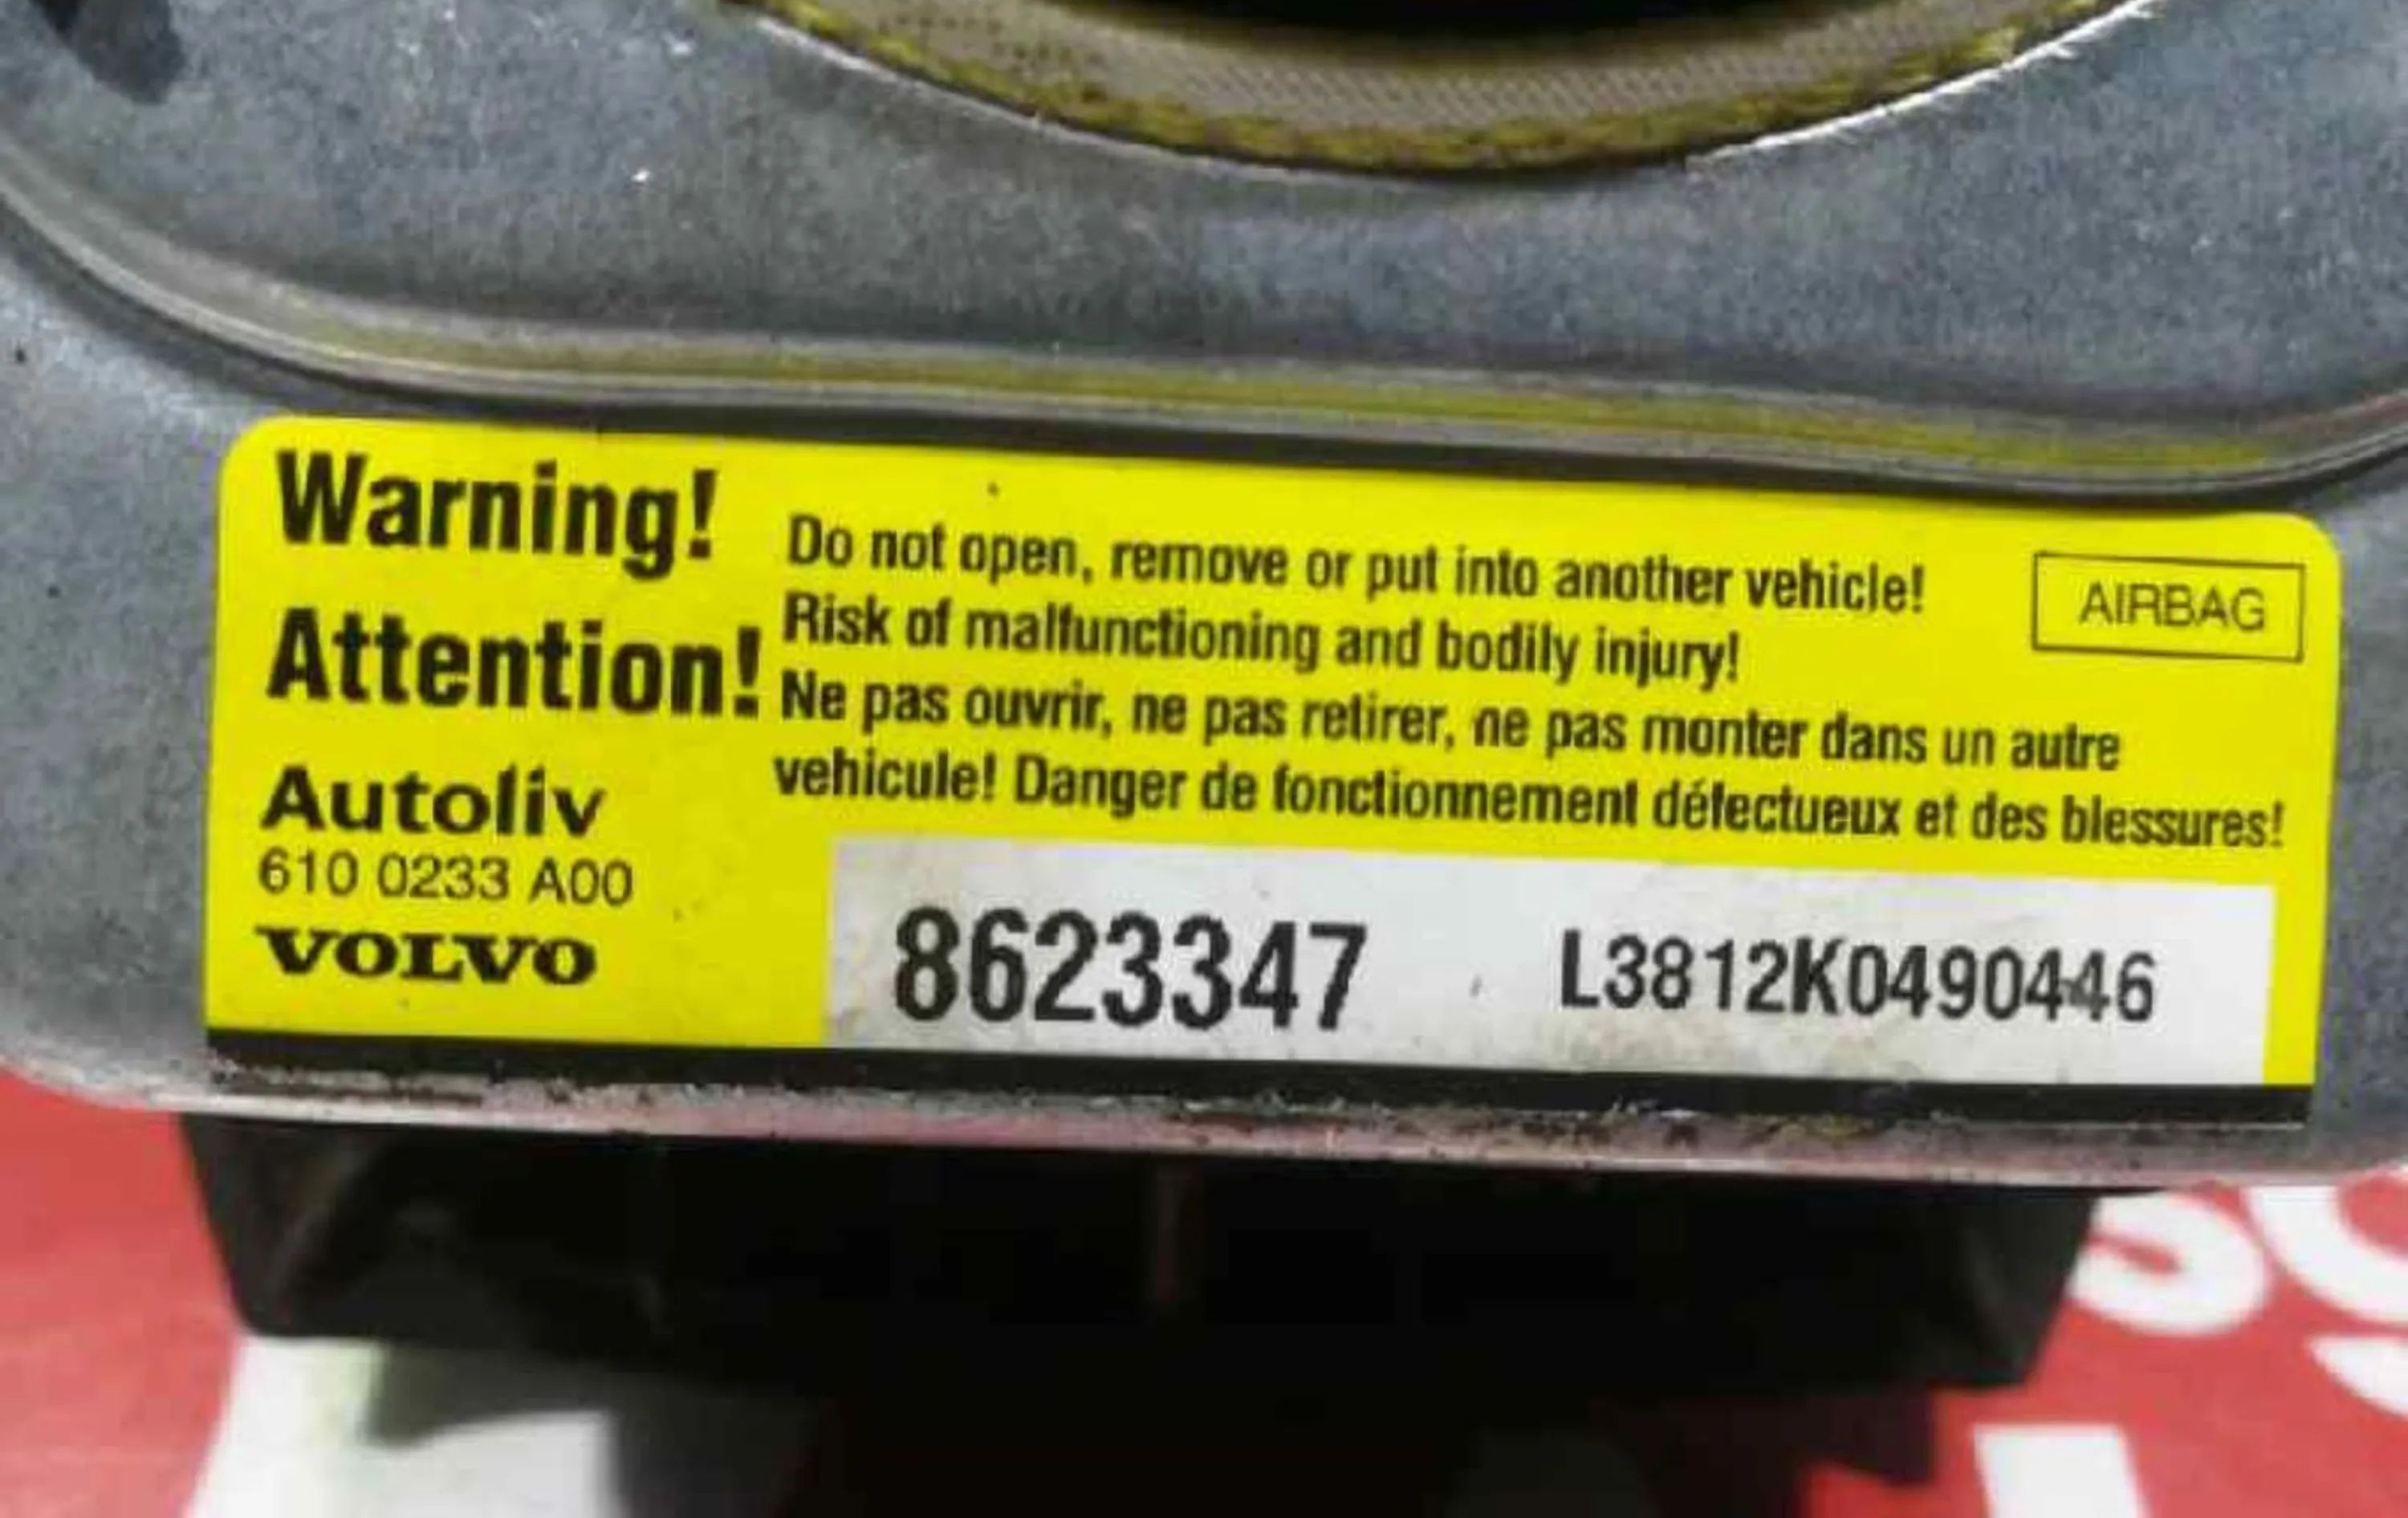 Warning!
Attention!
Do not open, remove or put into another vehicle!
Risk of malfunctioning and bodily injury!
Ne pas ouvrir, ne pas retirer, ne pas monter dans un autre
vehicule! Danger de fonctionnement défectueux et des blessures!
AIRBAG
Autoliv
610 0233 A00
VOLVO
8623347
L3812K0490446